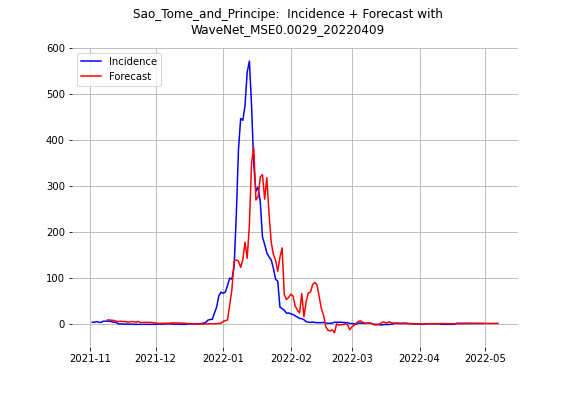 Sao_Tome_and_Principe:  Incidence + Forecast with
WaveNet_MSE0.0029_20220409
600
Incidence
Forecast
500
400
300
200
100
0
2021-11 2021-12 2022-01 2022-02 2022-03 2022-04 2022-05